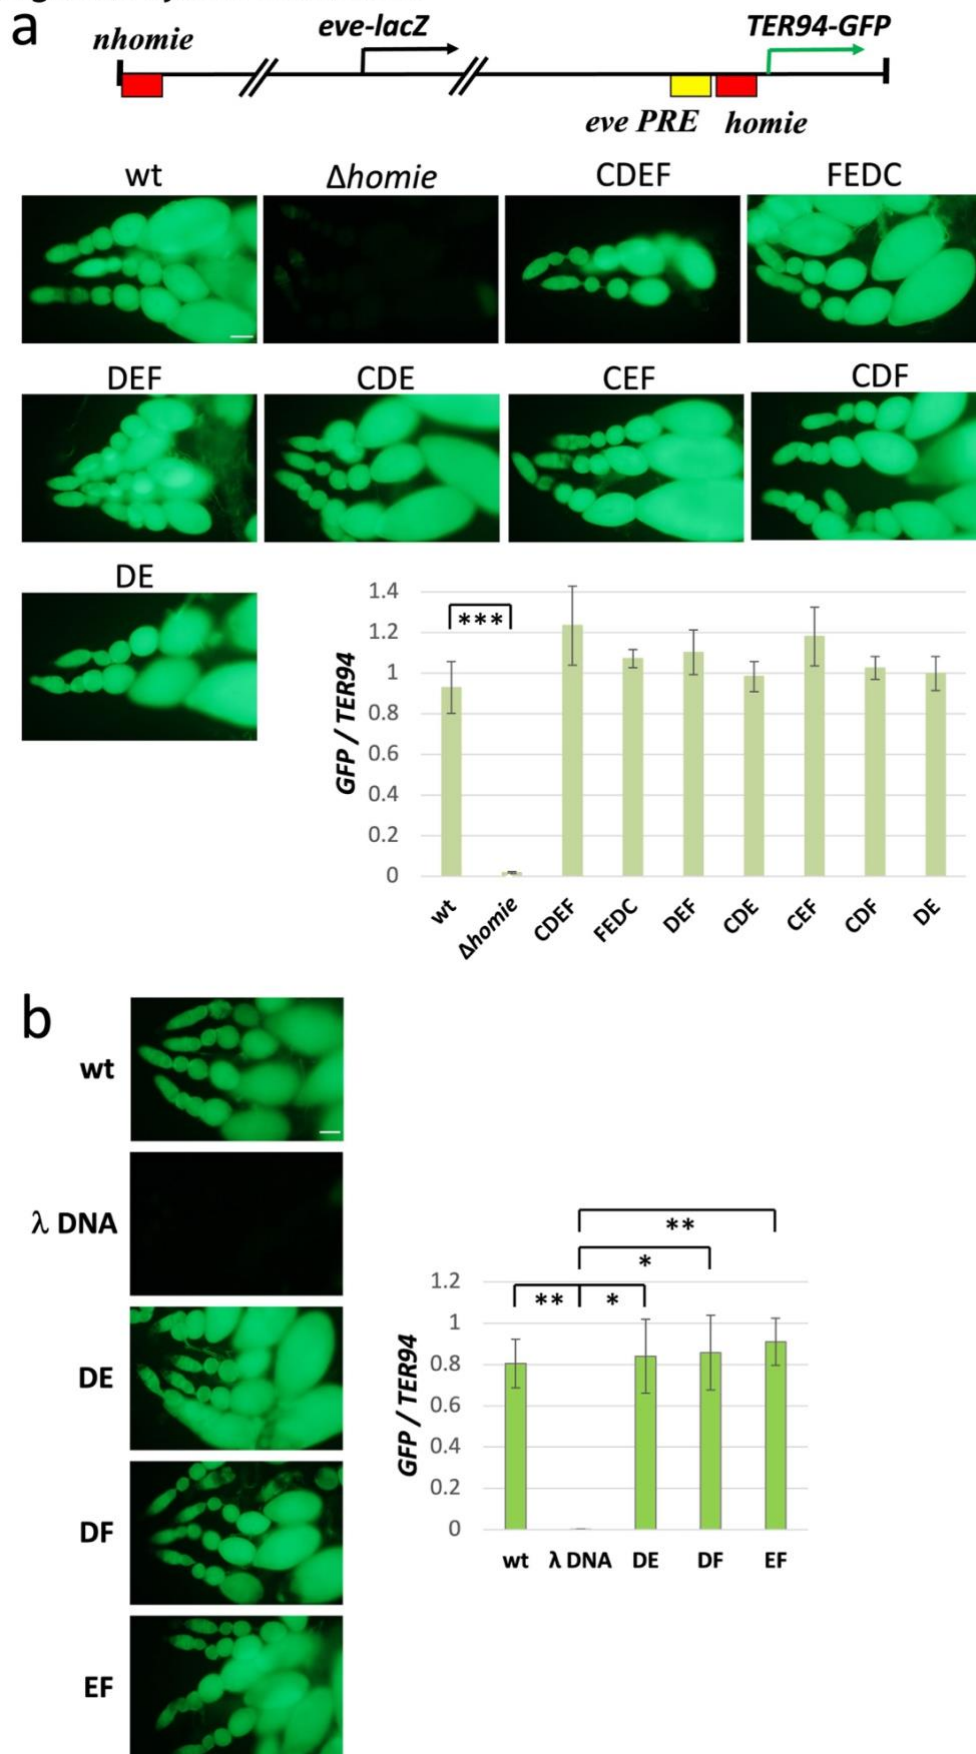 a
nhomie
eve-lacZ
TER94-GFP
eve PRE
homie
wt
Δhomie
CDEF
FEDC
DEF
CDE
CEF
CDF
DE
***
GFP / TER94
1.4
1.2
1
0.8
0.6
0.4
0.2
0
wt
Δhomie
CDEF
FEDC
DEF
CDE
CEF
CDF
DE
b
wt
λ DNA
DE
DF
EF
**
*
** *
GFP / TER94
1.2
1
0.8
0.6
0.4
0.2
0
wt λ DNA DE DF EF